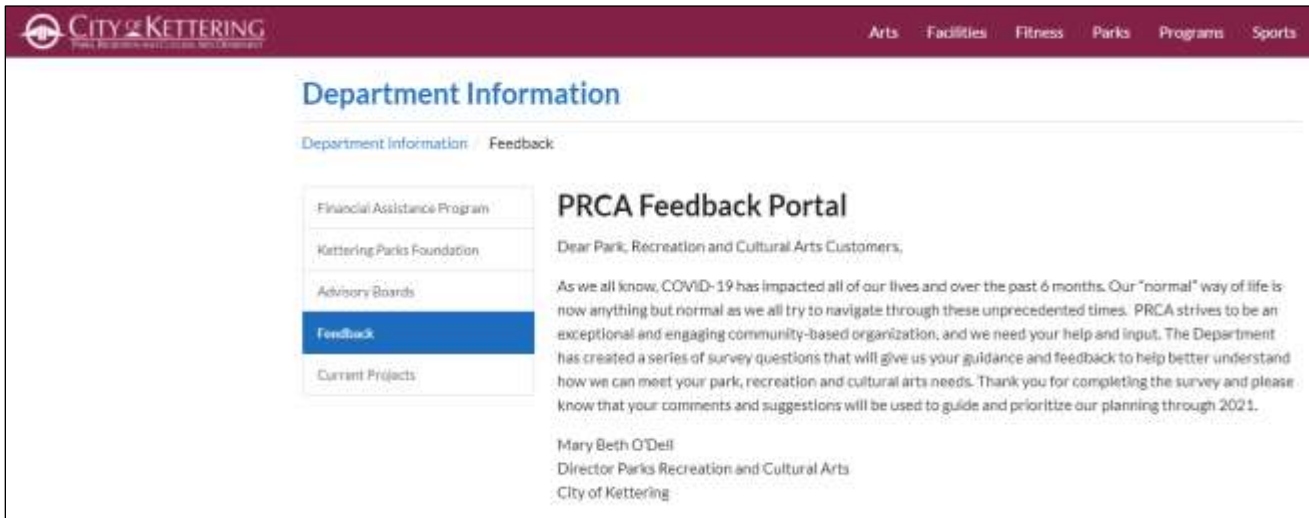 CITY OF KETTERING
PARKS, RECREATION AND CULTURAL ARTS DEPARTMENT
Arts Facilities Fitness Parks Programs Sports
Department Information
Department Information / Feedback
Financial Assistance Program
Kettering Parks Foundation
Advisory Boards
Feedback
Current Projects
PRCA Feedback Portal
Dear Park, Recreation and Cultural Arts Customers,
As we all know, COVID-19 has impacted all of our lives and over the past 6 months. Our "normal" way of life is
now anything but normal as we all try to navigate through these unprecedented times. PRCA strives to be an
exceptional and engaging community-based organization, and we need your help and input. The Department
has created a series of survey questions that will give us your guidance and feedback to help better understand
how we can meet your park, recreation and cultural arts needs. Thank you for completing the survey and please
know that your comments and suggestions will be used to guide and prioritize our planning through 2021.
Mary Beth O'Dell
Director Parks Recreation and Cultural Arts
City of Kettering